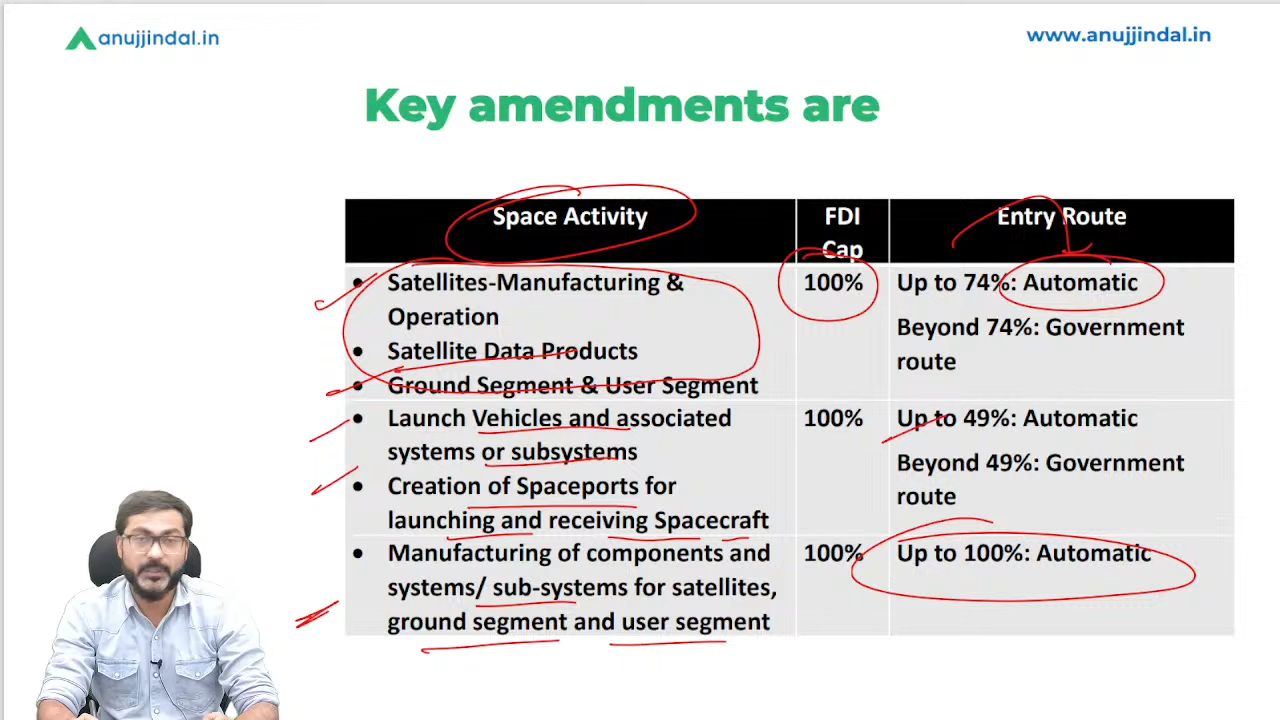 anujjindal.in
www.anujjindal.in
Key amendments are
Space Activity
FDI
Cap
Entry Route
• Satellites-Manufacturing &
Operation
• Satellite Data Products
• Ground Segment & User Segment
100%
Up to 74%: Automatic
Beyond 74%: Government
route
• Launch Vehicles and associated
systems or subsystems
• Creation of Spaceports for
launching and receiving Spacecraft
100%
Up to 49%: Automatic
Beyond 49%: Government
route
• Manufacturing of components and
systems/ sub-systems for satellites,
ground segment and user segment
100%
Up to 100%: Automatic